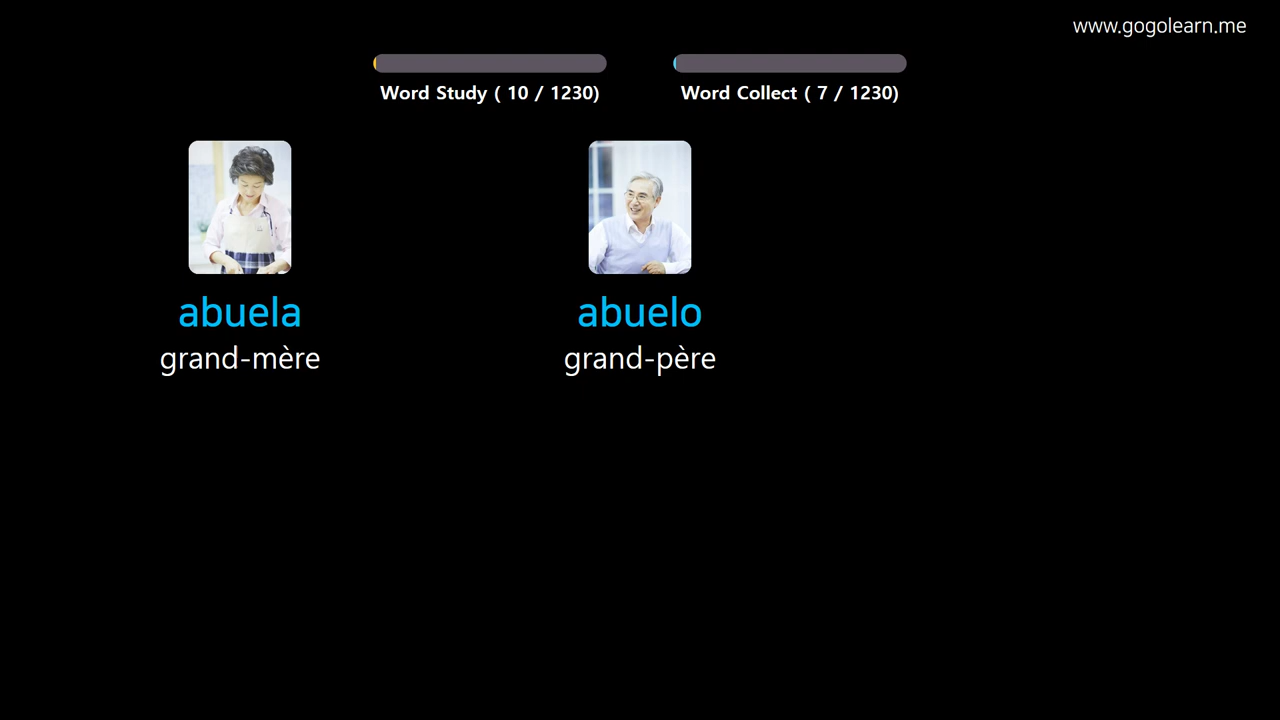 www.gogolearn.me
Word Study ( 10 / 1230)
Word Collect ( 7 / 1230)
abuela
grand-mère
abuelo
grand-père